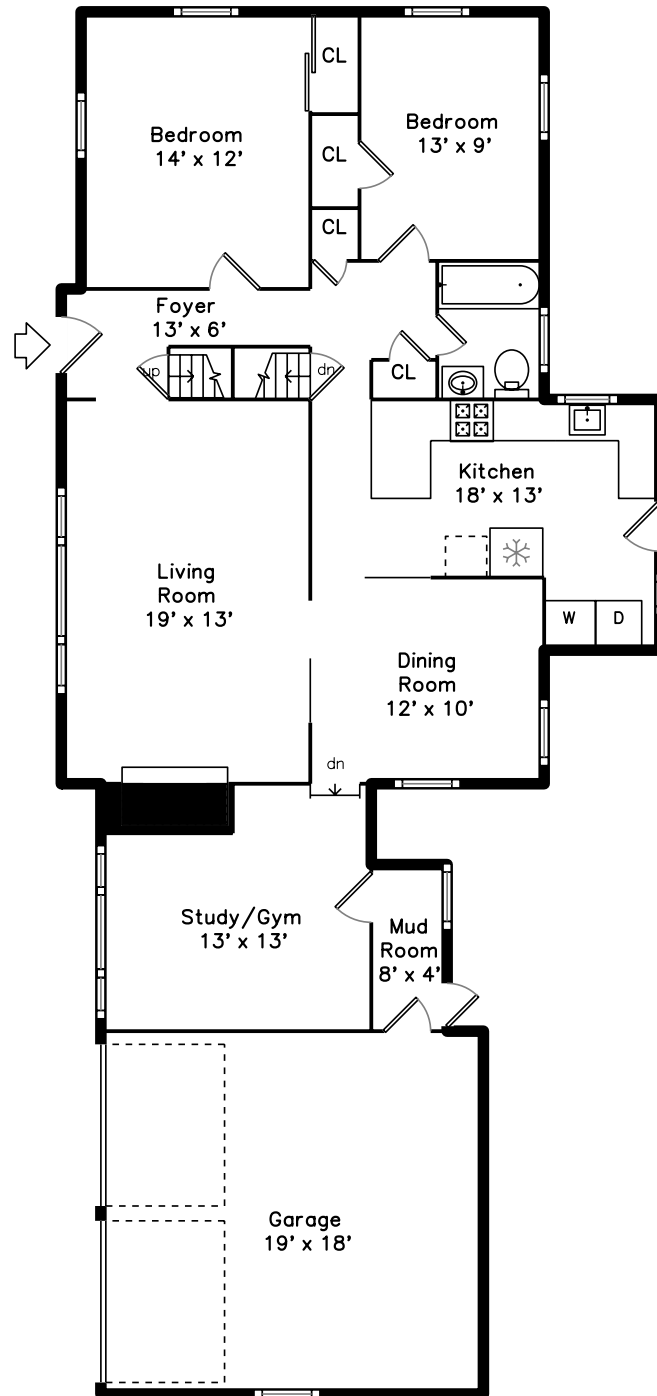 CL
Bedroom
14' x 12'
Bedroom
13' x 9'
CL
CL
Foyer
13' x 6'
up
dn
CL
Kitchen
18' x 13'
Living
Room
19' x 13'
W
D
Dining
Room
12' x 10'
dn
Study/Gym
13' x 13'
Mud
Room
8' x 4'
Garage
19' x 18'